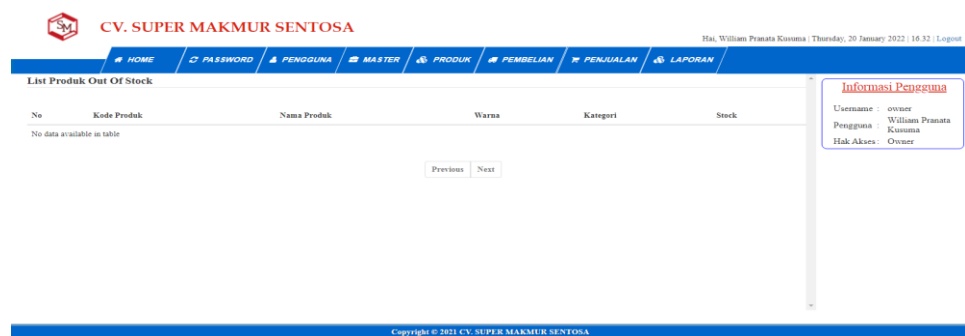 SM
CV. SUPER MAKMUR SENTOSA
Hai, William Pranata Kusuma | Thursday, 20 January 2022 | 16.32 | Logout
HOME PASSWORD PENGGUNA MASTER PRODUK PEMBELIAN PENJUALAN LAPORAN
List Produk Out Of Stock
No Kode Produk Nama Produk Warna Kategori Stock
No data available in table
Previous Next
Informasi Pengguna
Username : owner
Pengguna : William Pranata Kusuma
Hak Akses : Owner
Copyright © 2021 CV. SUPER MAKMUR SENTOSA